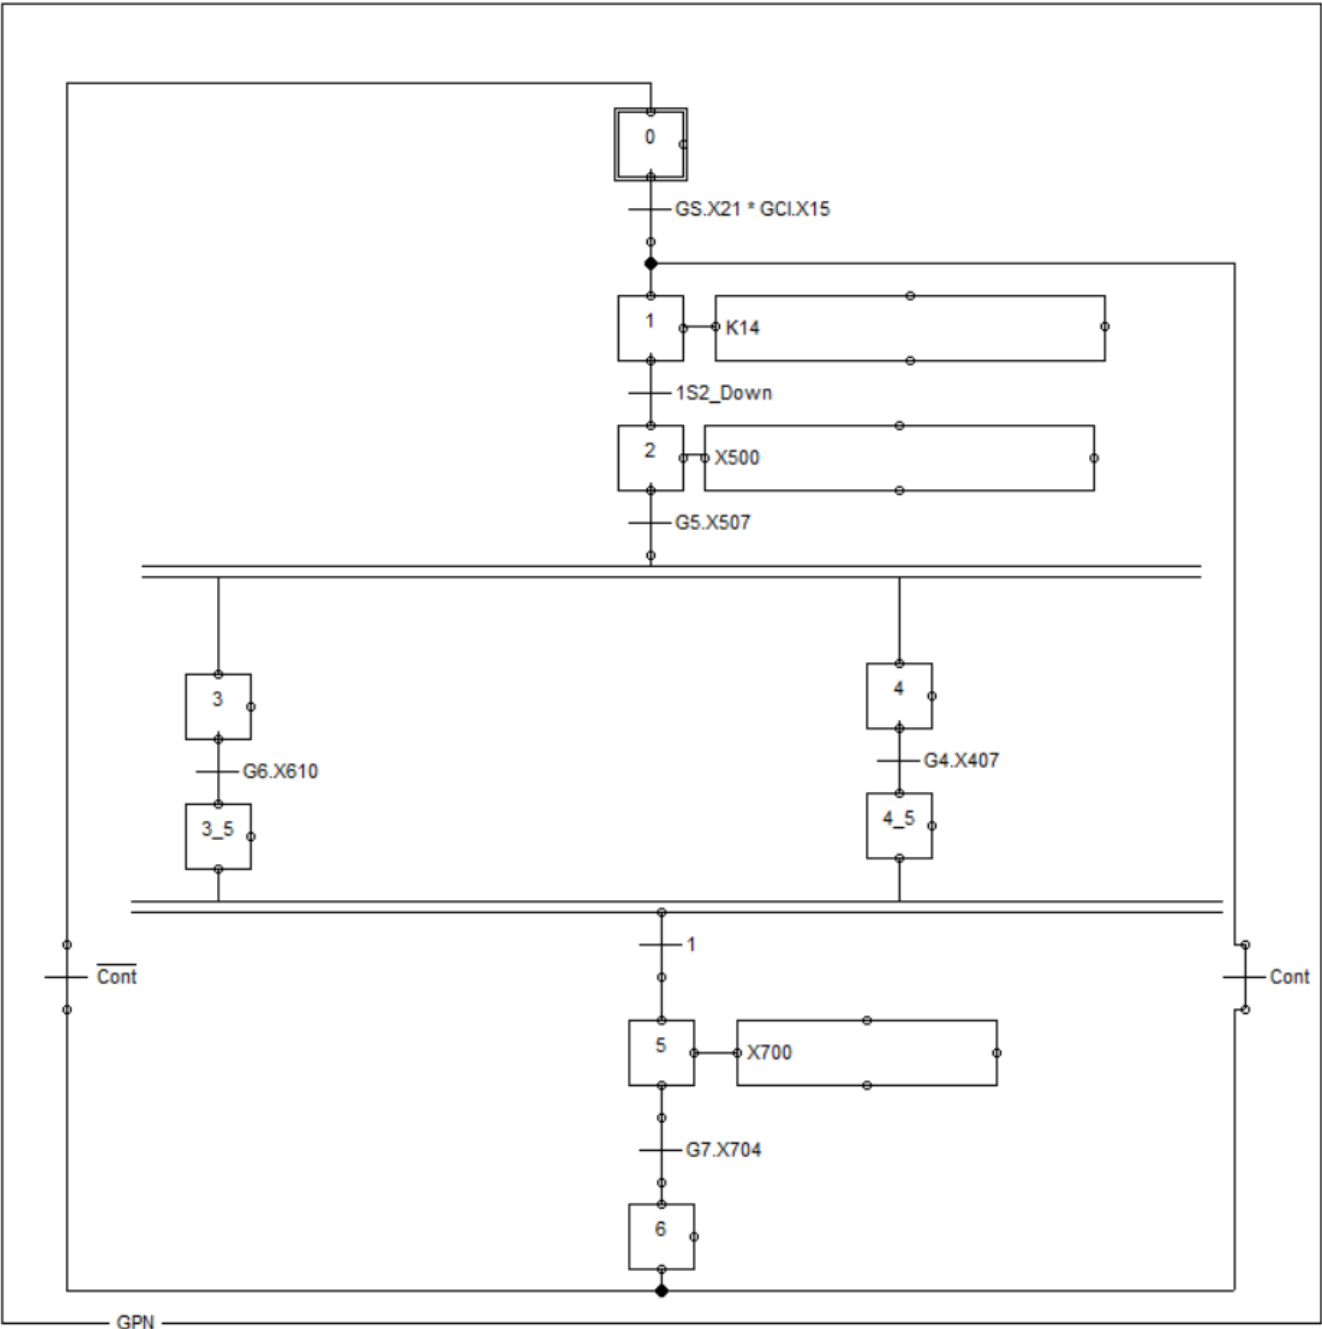 0
GS.X21 * GCI.X15
1
K14
1S2_Down
2
X500
G5.X507
3
4
G6.X610
G4.X407
3_5
4_5
1
C̅o̅n̅t̅
Cont
5
X700
G7.X704
6
GPN